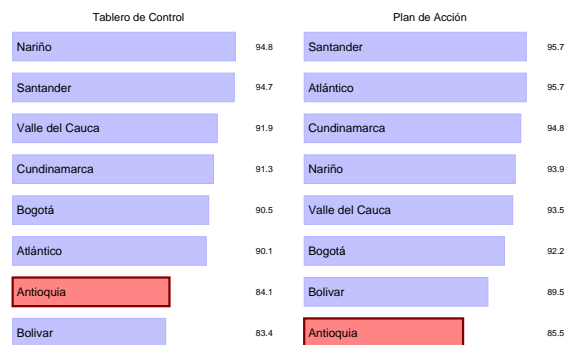 Tablero de Control
Nariño 94.8
Santander 94.7
Valle del Cauca 91.9
Cundinamarca 91.3
Bogotá 90.5
Atlántico 90.1
Antioquia 84.1
Bolivar 83.4
Plan de Acción
Santander 95.7
Atlántico 95.7
Cundinamarca 94.8
Nariño 93.9
Valle del Cauca 93.5
Bogotá 92.2
Bolivar 89.5
Antioquia 85.5